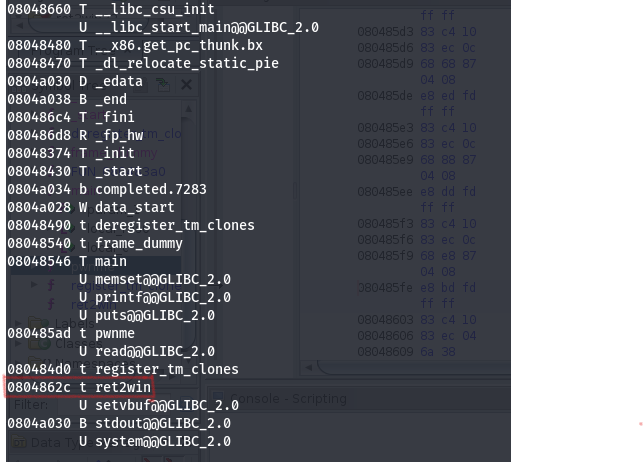 08048660 T __libc_csu_init
U __libc_start_main@@GLIBC_2.0
08048480 T __x86.get_pc_thunk.bx
08048470 T _dl_relocate_static_pie
0804a030 D _edata
0804a038 B _end
080486c4 T _fini
080486d8 R _fp_hw
08048374 T _init
08048430 T _start
0804a034 b completed.7283
0804a028 W data_start
08048490 t deregister_tm_clones
08048540 t frame_dummy
08048546 T main
U memset@@GLIBC_2.0
U printf@@GLIBC_2.0
U puts@@GLIBC_2.0
080485ad t pwnme
U read@@GLIBC_2.0
080484d0 t register_tm_clones
0804862c t ret2win
U setvbuf@@GLIBC_2.0
0804a030 B stdout@@GLIBC_2.0
U system@@GLIBC_2.0
ff ff
080485d3 83 c4 10
080485d6 83 ec 0c
080485d9 68 68 87
04 08
080485de e8 ed fd
ff ff
080485e3 83 c4 10
080485e6 83 ec 0c
080485e9 68 88 87
04 08
080485ee e8 dd fd
ff ff
080485f3 83 c4 10
080485f6 83 ec 0c
080485f9 68 e8 87
04 08
080485fe e8 bd fd
ff ff
08048603 83 c4 10
08048606 83 ec 04
08048609 6a 38
Labels
Classes
Namespaces
Filter:
Console - Scripting